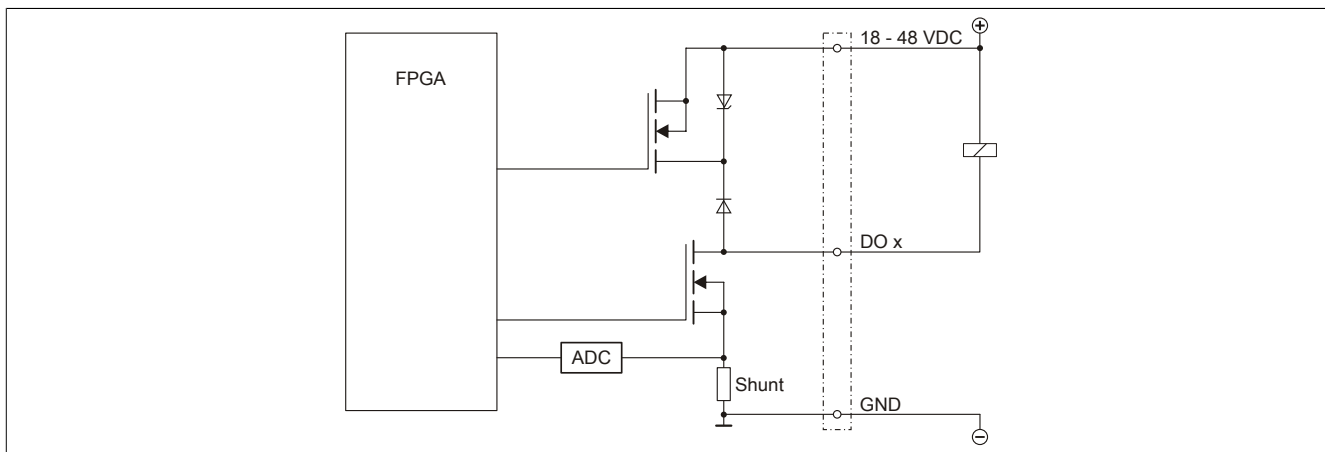 18 - 48 VDC
FPGA
DO x
ADC
Shunt
GND